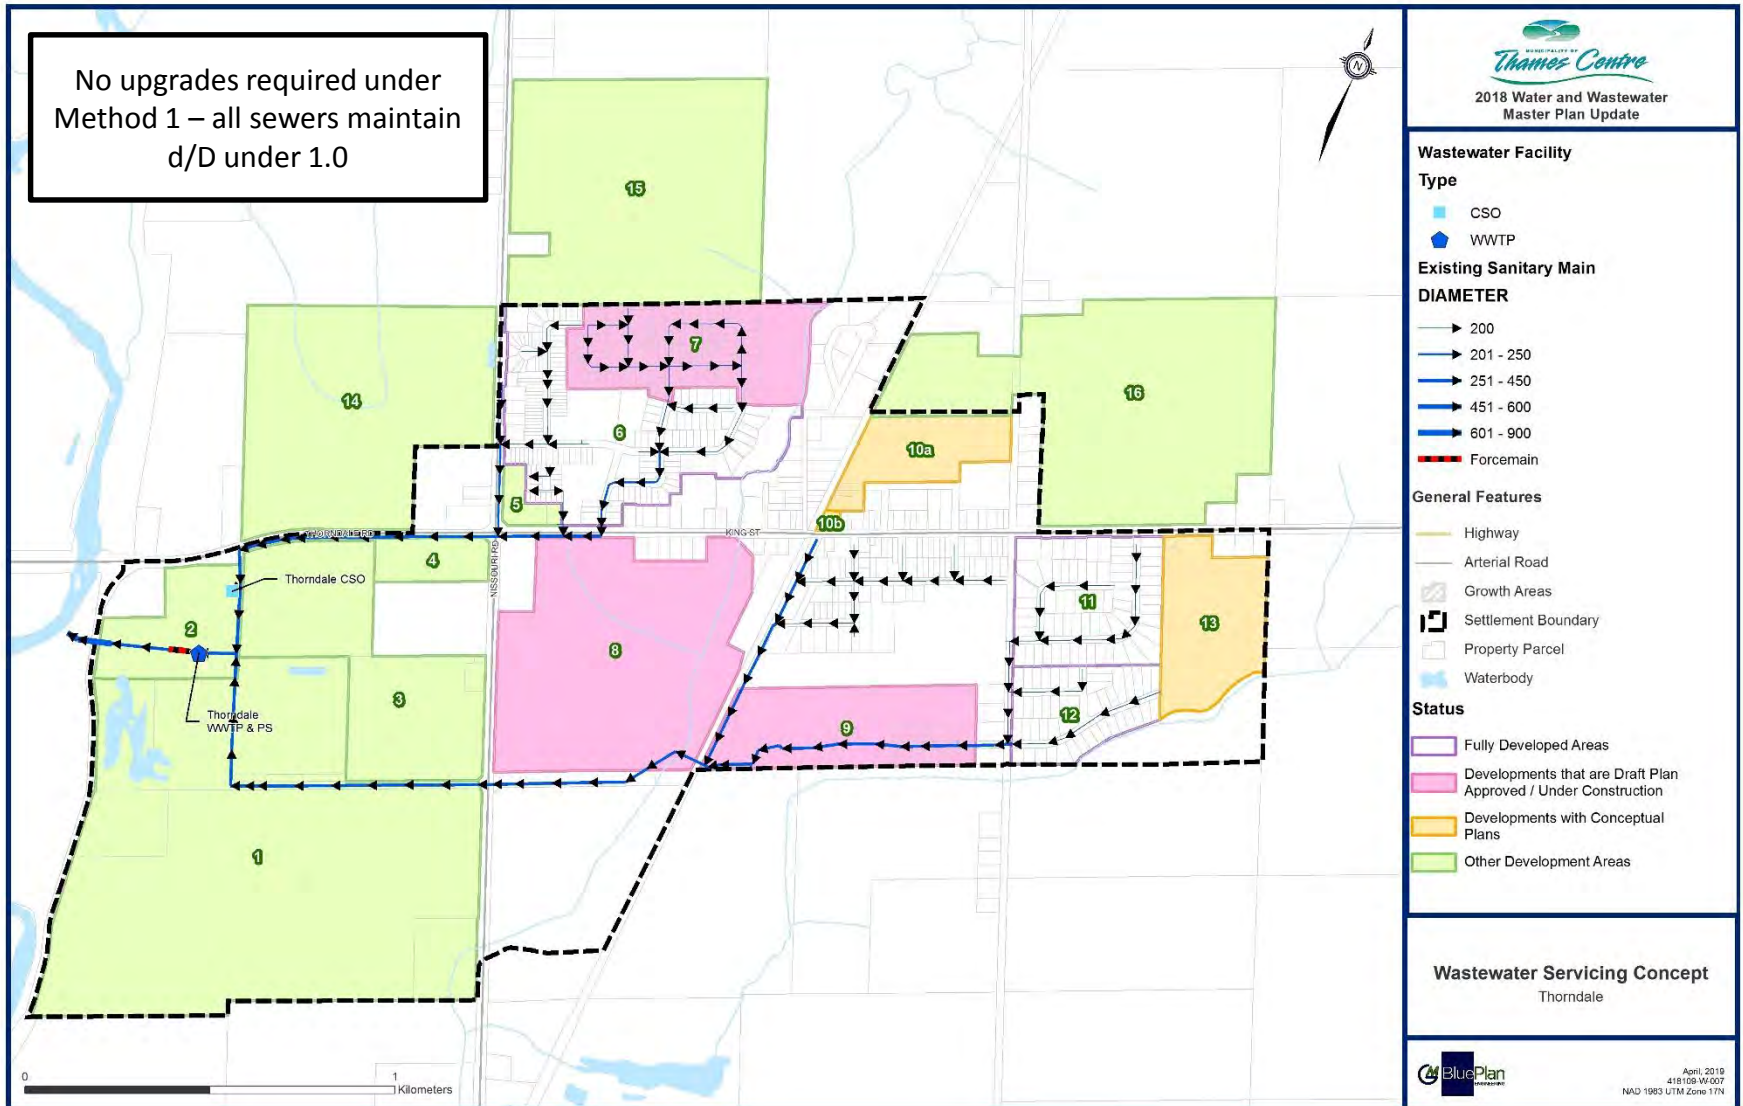 No upgrades required under
Method 1 – all sewers maintain
d/D under 1.0
N
15
7
14
6
16
10a
5
10b
THORNDALE RD
KING ST
NISSOURI RD
4
Thorndale CSO
2
11
13
8
3
Thorndale
WWTP & PS
12
9
1
0
1
Kilometers
MUNICIPALITY OF
Thames Centre
2018 Water and Wastewater
Master Plan Update
Wastewater Facility
Type
CSO
WWTP
Existing Sanitary Main
DIAMETER
200
201 - 250
251 - 450
451 - 600
601 - 900
Forcemain
General Features
Highway
Arterial Road
Growth Areas
Settlement Boundary
Property Parcel
Waterbody
Status
Fully Developed Areas
Developments that are Draft Plan
Approved / Under Construction
Developments with Conceptual
Plans
Other Development Areas
Wastewater Servicing Concept
Thorndale
GM BluePlan
ENGINEERING
April, 2019
418109-W-007
NAD 1983 UTM Zone 17N